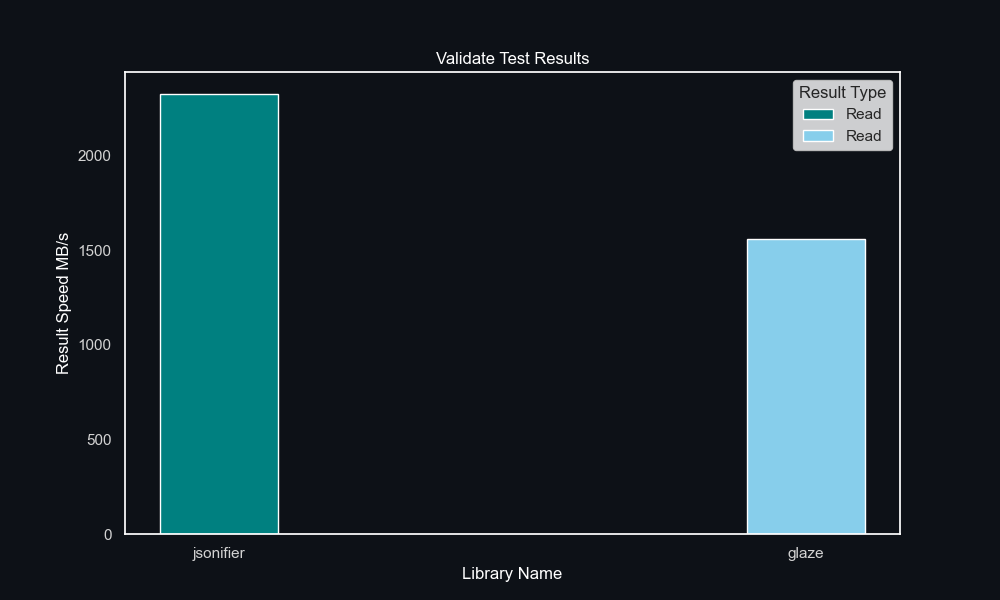 Validate Test Results
Result Type
Read
Read
2000
1500
1000
500
0
Result Speed MB/s
jsonifier
glaze
Library Name